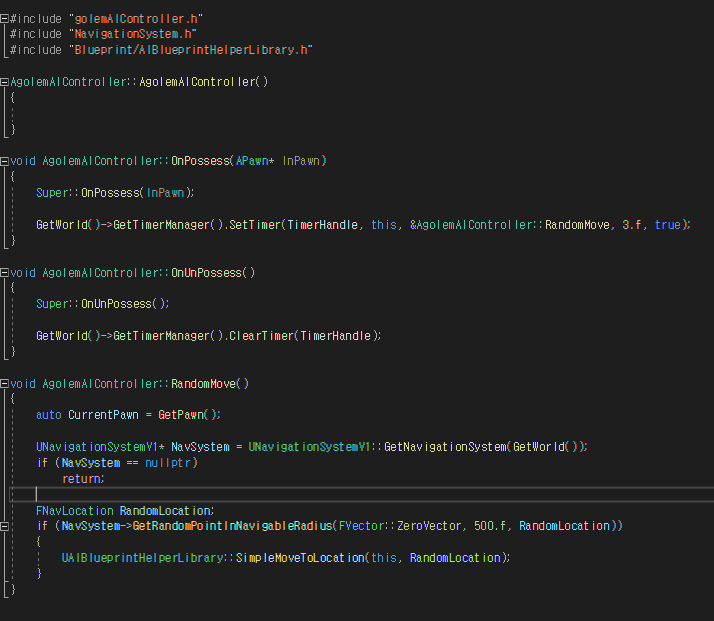 #include "golemAIController.h"
#include "NavigationSystem.h"
#include "Blueprint/AIBlueprintHelperLibrary.h"
AgolemAIController::AgolemAIController()
{
}
void AgolemAIController::OnPossess(APawn* InPawn)
{
Super::OnPossess(InPawn);
GetWorld()->GetTimerManager().SetTimer(TimerHandle, this, &AgolemAIController::RandomMove, 3.f, true);
}
void AgolemAIController::OnUnPossess()
{
Super::OnUnPossess();
GetWorld()->GetTimerManager().ClearTimer(TimerHandle);
}
void AgolemAIController::RandomMove()
{
auto CurrentPawn = GetPawn();
UNavigationSystemV1* NavSystem = UNavigationSystemV1::GetNavigationSystem(GetWorld());
if (NavSystem == nullptr)
return;
FNavLocation RandomLocation;
if (NavSystem->GetRandomPointInNavigableRadius(FVector::ZeroVector, 500.f, RandomLocation))
{
UAIBlueprintHelperLibrary::SimpleMoveToLocation(this, RandomLocation);
}
}